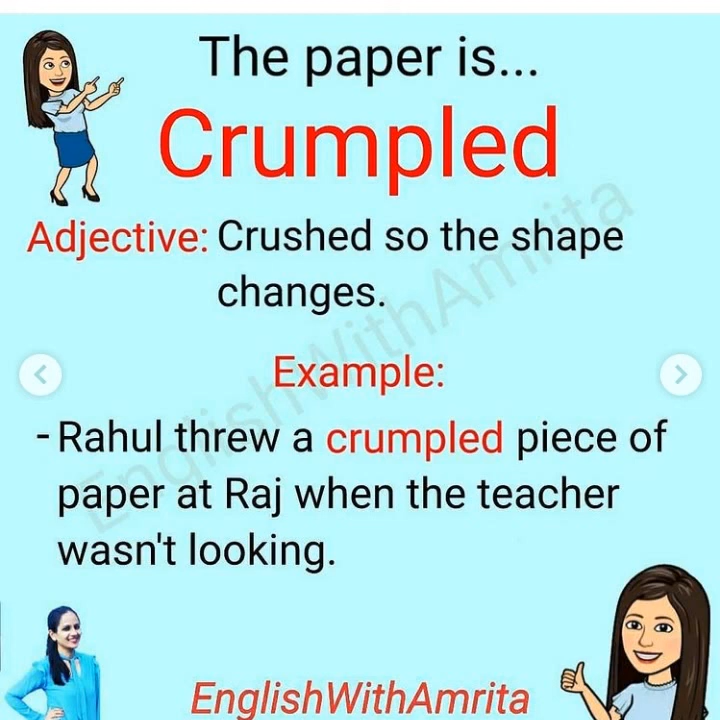 The paper is...
Crumpled
Adjective: Crushed so the shape
changes.
Example:
- Rahul threw a crumpled piece of
paper at Raj when the teacher
wasn't looking.
EnglishWithAmrita
EnglishWithAmrita